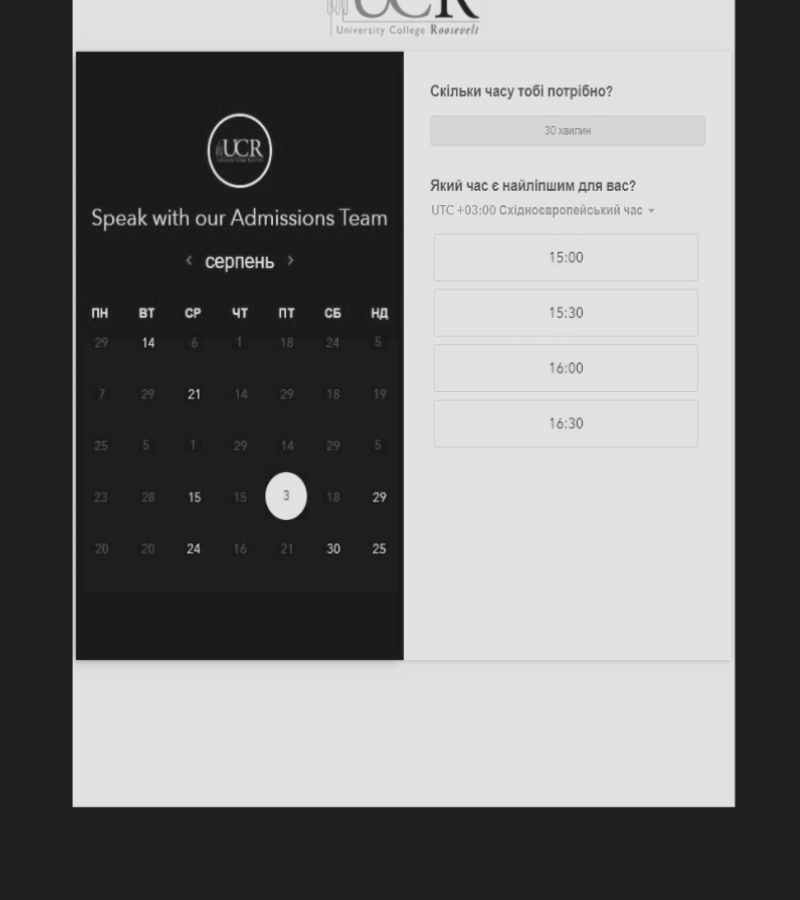 UCR
University College Roosevelt
UCR
Speak with our Admissions Team
‹ серпень ›
ПН ВТ СР ЧТ ПТ СБ НД
29 14 6 1 18 24 5
7 29 21 14 29 18 19
25 5 1 29 14 29 5
23 28 15 15 3 18 29
20 20 24 16 21 30 25
Скільки часу тобі потрібно?
30 хвилин
Який час є найліпшим для вас?
UTC +03:00 Східноєвропейський час
15:00
15:30
16:00
16:30